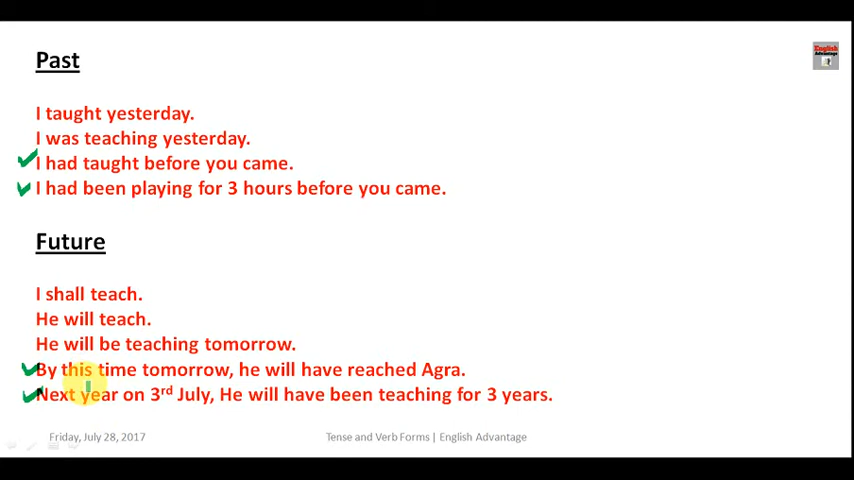 Past
English
Advantage
I taught yesterday.
I was teaching yesterday.
I had taught before you came.
I had been playing for 3 hours before you came.
Future
I shall teach.
He will teach.
He will be teaching tomorrow.
By this time tomorrow, he will have reached Agra.
Next year on 3rd July, He will have been teaching for 3 years.
Friday, July 28, 2017
Tense and Verb Forms | English Advantage